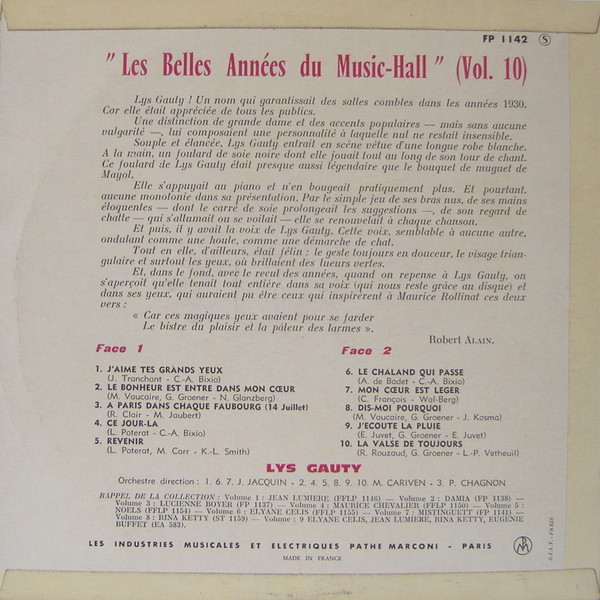 FP 1142 Ⓢ
" Les Belles Années du Music-Hall " (Vol. 10)
Lys Gauty ! Un nom qui garantissait des salles combles dans les années 1930.
Car elle était appréciée de tous les publics.
Une distinction de grande dame et des accents populaires — mais sans aucune
vulgarité —, lui composaient une personnalité à laquelle nul ne restait insensible.
Souple et élancée, Lys Gauty entrait en scène vêtue d'une longue robe blanche.
A la main, un foulard de soie noire dont elle jouait tout au long de son tour de chant.
Ce foulard de Lys Gauty était presque aussi légendaire que le bouquet de muguet de
Mayol.
Elle s'appuyait au piano et n'en bougeait pratiquement plus. Et pourtant,
aucune monotonie dans sa présentation. Par le simple jeu de ses bras nus, de ses mains
éloquentes — dont le carré de soie prolongeait les suggestions —, de son regard de
chatte — qui s'allumait ou se voilait — elle se renouvelait à chaque chanson.
Et puis, il y avait la voix de Lys Gauty. Cette voix, semblable à aucune autre,
ondulant comme une houle, comme une démarche de chat.
Tout en elle, d'ailleurs, était félin : le geste toujours en douceur, le visage trian-
gulaire et surtout les yeux, où brillaient des lueurs vertes.
Et, dans le fond, avec le recul des années, quand on repense à Lys Gauty, on
s'aperçoit qu'elle tenait tout entière dans sa voix (qui nous reste grâce au disque) et
dans ses yeux, qui auraient pu être ceux qui inspirèrent à Maurice Rollinat ces deux
vers :
« Car ces magiques yeux avaient pour se farder
Le bistre du plaisir et la pâleur des larmes ».
Robert ALAIN.
Face 1
1. J'AIME TES GRANDS YEUX
(J. Tranchant - C.-A. Bixio)
2. LE BONHEUR EST ENTRE DANS MON CŒUR
(M. Vaucaire, G. Groener - N. Glanzberg)
3. A PARIS DANS CHAQUE FAUBOURG (14 Juillet)
(R. Clair - M. Jaubert)
4. CE JOUR-LA
(L. Poterat - C.-A. Bixio)
5. REVENIR
(L. Poterat, M. Corr - K.-L. Smith)
Face 2
6. LE CHALAND QUI PASSE
(A. de Badet - C.-A. Bixio)
7. MON CŒUR EST LEGER
(C. François - Wal-Berg)
8. DIS-MOI POURQUOI
(M. Vaucaire, G. Groener - J. Kosma)
9. J'ECOUTE LA PLUIE
(E. Juvet, G. Groener - E. Juvet)
10. LA VALSE DE TOUJOURS
(R. Rouzaud, G. Groener - L.-P. Vetheuil)
LYS GAUTY
Orchestre direction : 1. 6. 7. J. JACQUIN - 2. 4. 5. 8. 9. 10. M. CARIVEN - 3. P. CHAGNON
RAPPEL DE LA COLLECTION : Volume 1 : JEAN LUMIERE (FFLP 1146) — Volume 2 : DAMIA (FP 1138) —
Volume 3 : LUCIENNE BOYER (FP 1137) — Volume 4 : MAURICE CHEVALIER (FFLP 1150) — Volume 5 :
NOELS (FFLP 1154) — Volume 6 : ELYANE CELIS (FFLP 1155) — Volume 7 : MISTINGUETT (FP 1141) —
Volume 8 : RINA KETTY (ST 1159) — Volume : 9 ELYANE CELIS, JEAN LUMIERE, RINA KETTY, EUGENIE
BUFFET (EA 583).
LES INDUSTRIES MUSICALES ET ELECTRIQUES PATHE MARCONI - PARIS
MADE IN FRANCE